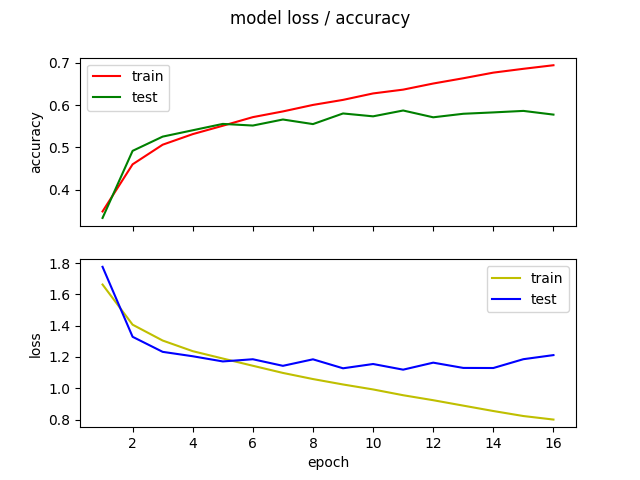 model loss / accuracy
0.7
0.6
0.5
0.4
accuracy
train
test
1.8
1.6
1.4
1.2
1.0
0.8
loss
train
test
2 4 6 8 10 12 14 16
epoch